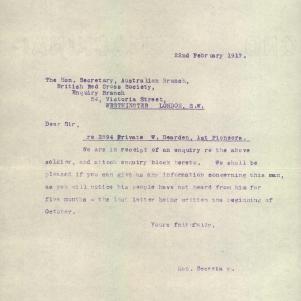 22nd February 1917.
The Hon. Secretary, Australian Branch,
British Red Cross Society,
Enquiry Branch
54, Victoria Street,
WESTMINSTER LONDON, S.W.
Dear Sir,
re 2894 Private W. Dearden, 1st Pioneers.
We are in receipt of an enquiry re the above
soldier, and attach enquiry block hereto. We shall be
pleased if you can give us any information concerning this man,
as you will notice his people have not heard from him for
five months - the last letter being written the beginning of
October.
Yours faithfully,
Hon. Secretary.